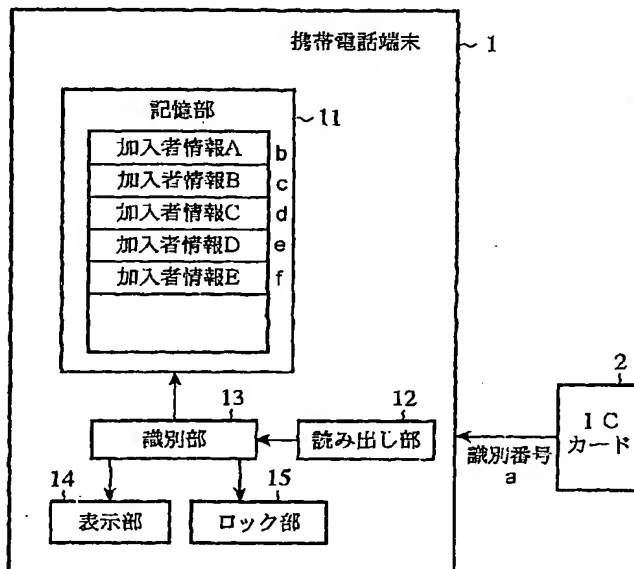 携帯電話端末
1
記憶部
11
加入者情報A
b
加入者情報B
c
加入者情報C
d
加入者情報D
e
加入者情報E
f
13
識別部
12
読み出し部
14
表示部
15
ロック部
2
IC
カード
識別番号
a